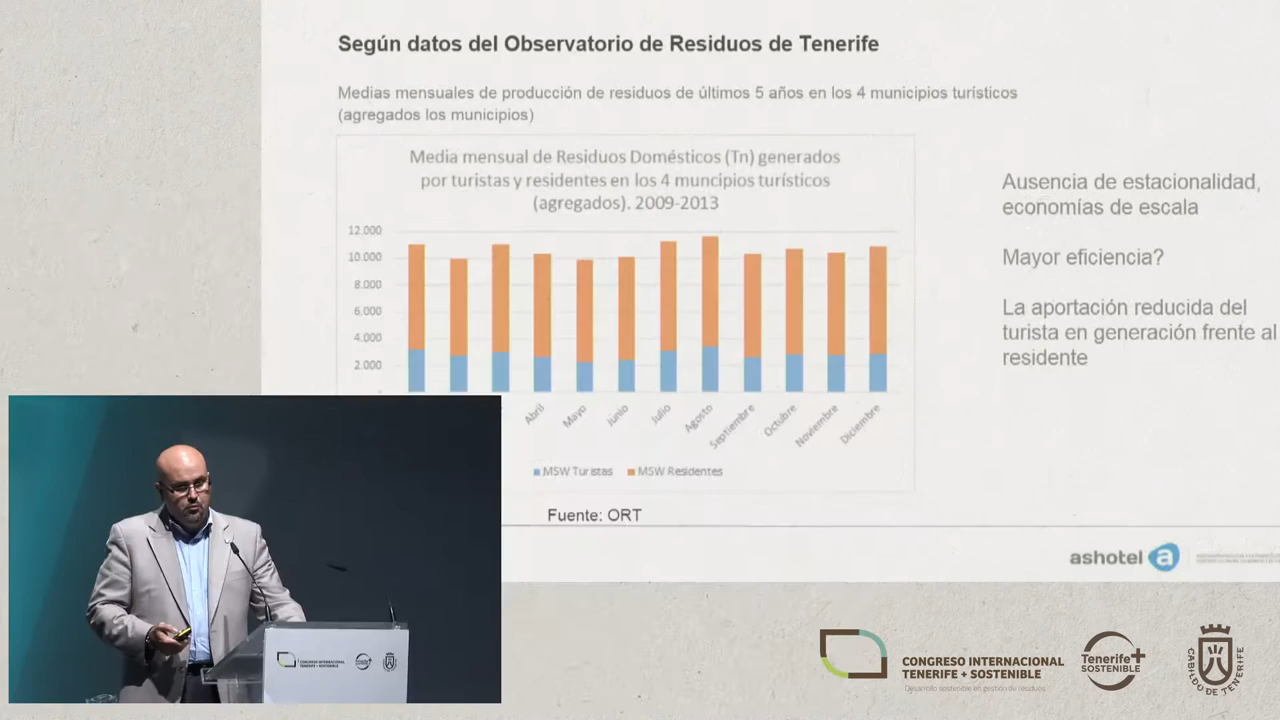 Según datos del Observatorio de Residuos de Tenerife
Medias mensuales de producción de residuos de últimos 5 años en los 4 municipios turísticos
(agregados los municipios)
Media mensual de Residuos Domésticos (Tn) generados
por turistas y residentes en los 4 muncipios turísticos
(agregados). 2009-2013
12.000
10.000
8.000
6.000
4.000
2.000
Abril
Mayo
Junio
Julio
Agosto
Septiembre
Octubre
Noviembre
Diciembre
MSW Turistas
MSW Residentes
Fuente: ORT
Ausencia de estacionalidad,
economías de escala
Mayor eficiencia?
La aportación reducida del
turista en generación frente al
residente
ashotel a
CONGRESO INTERNACIONAL
TENERIFE + SOSTENIBLE
CONGRESO INTERNACIONAL
TENERIFE + SOSTENIBLE
Desarrollo sostenible en gestión de residuos
Tenerife+
SOSTENIBLE
CABILDO DE TENERIFE